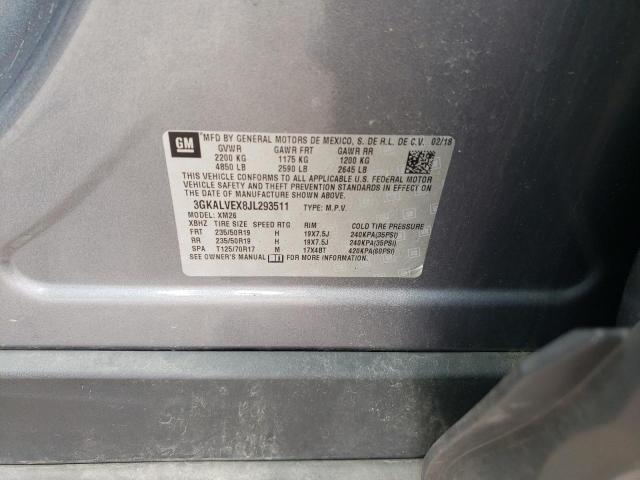 GM MFD BY GENERAL MOTORS DE MEXICO, S. DE R.L. DE C.V. 02/18
GVWR GAWR FRT GAWR RR
2200 KG 1175 KG 1200 KG
4850 LB 2590 LB 2645 LB
THIS VEHICLE CONFORMS TO ALL APPLICABLE U.S. FEDERAL MOTOR
VEHICLE SAFETY AND THEFT PREVENTION STANDARDS IN EFFECT ON
THE DATE OF MANUFACTURE SHOWN ABOVE.
3GKALVEX8JL293511 TYPE: M.P.V.
MODEL: XM26
XBHZ TIRE SIZE SPEED RTG RIM COLD TIRE PRESSURE
FRT 235/50R19 H 19X7.5J 240KPA(35PSI)
RR 235/50R19 H 19X7.5J 240KPA(35PSI)
SPA T125/70R17 M 17X4BT 420KPA(60PSI)
SEE OWNER'S MANUAL FOR MORE INFORMATION